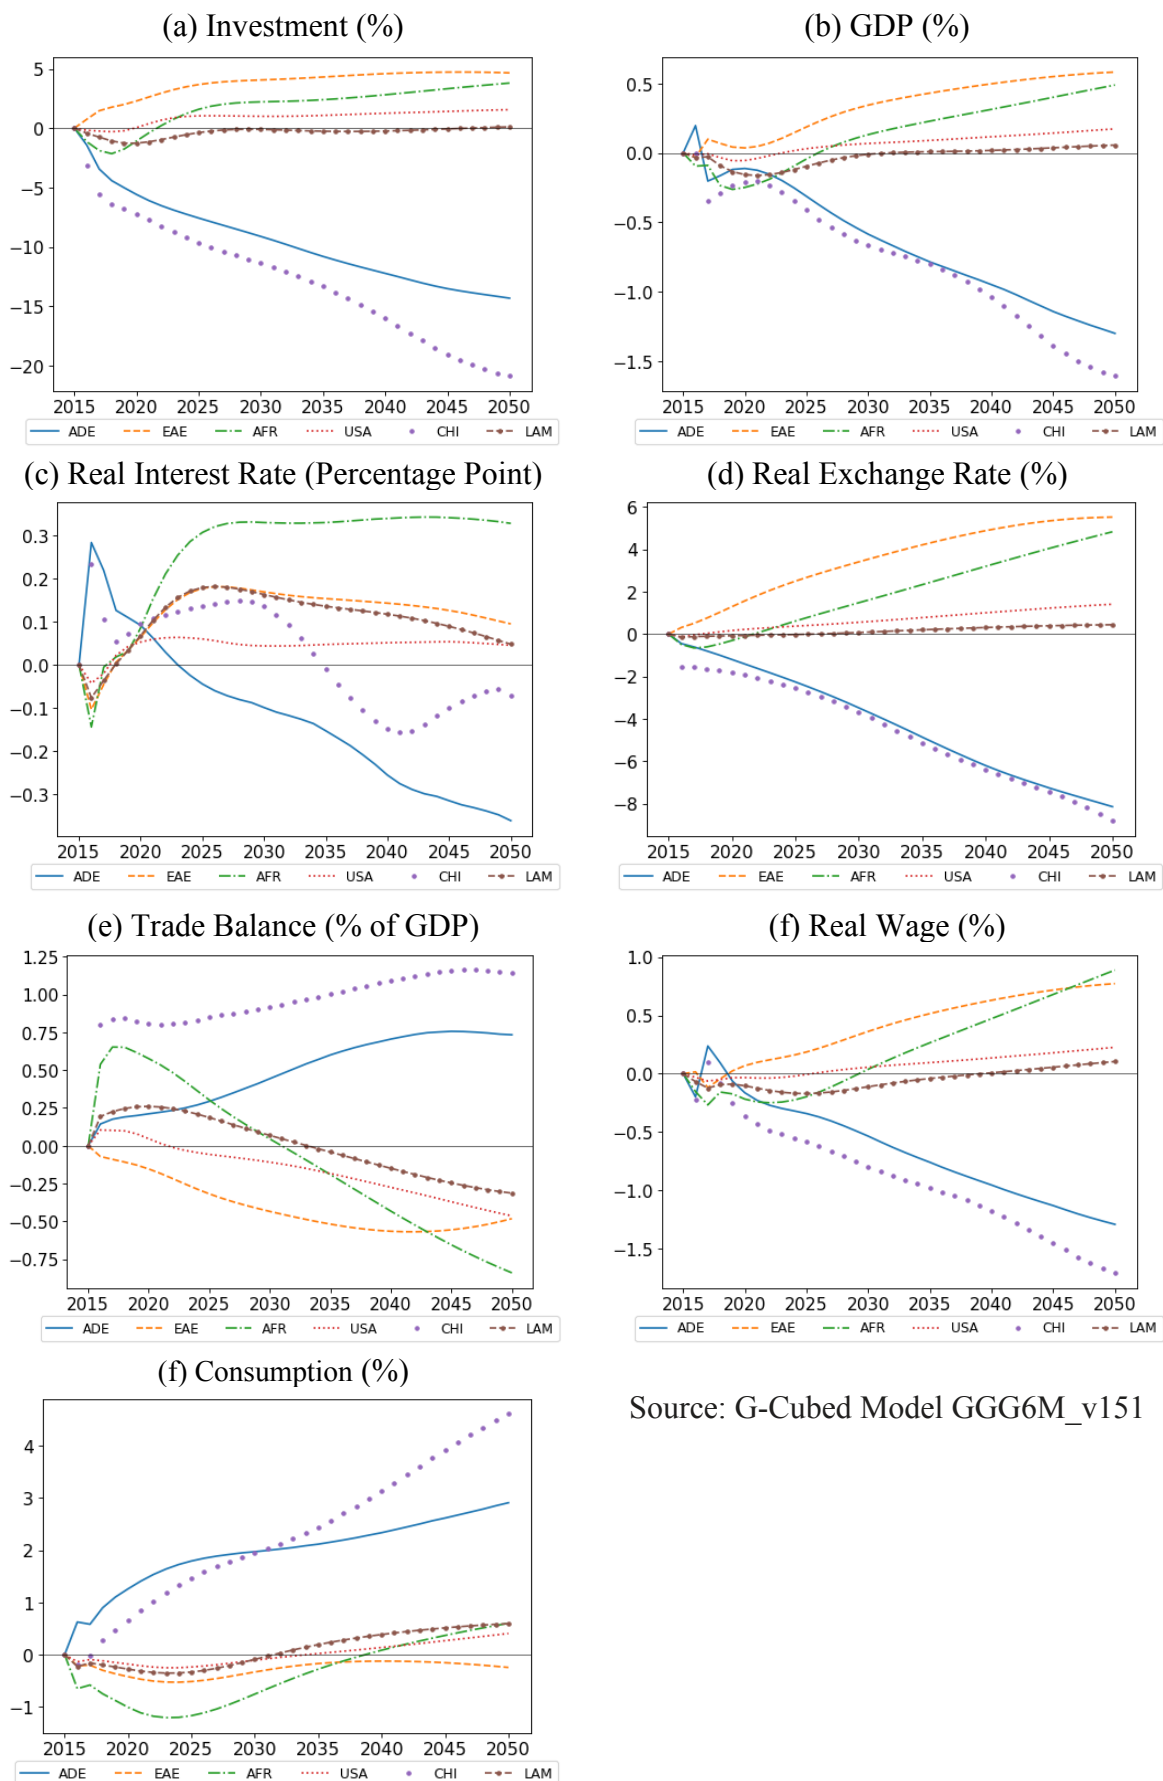 (a) Investment (%)
5
0
−5
−10
−15
−20
2015 2020 2025 2030 2035 2040 2045 2050
ADE EAE AFR USA CHI LAM
(b) GDP (%)
0.5
0.0
−0.5
−1.0
−1.5
2015 2020 2025 2030 2035 2040 2045 2050
ADE EAE AFR USA CHI LAM
(c) Real Interest Rate (Percentage Point)
0.3
0.2
0.1
0.0
−0.1
−0.2
−0.3
2015 2020 2025 2030 2035 2040 2045 2050
ADE EAE AFR USA CHI LAM
(d) Real Exchange Rate (%)
6
4
2
0
−2
−4
−6
−8
2015 2020 2025 2030 2035 2040 2045 2050
ADE EAE AFR USA CHI LAM
(e) Trade Balance (% of GDP)
1.25
1.00
0.75
0.50
0.25
0.00
−0.25
−0.50
−0.75
2015 2020 2025 2030 2035 2040 2045 2050
ADE EAE AFR USA CHI LAM
(f) Real Wage (%)
1.0
0.5
0.0
−0.5
−1.0
−1.5
2015 2020 2025 2030 2035 2040 2045 2050
ADE EAE AFR USA CHI LAM
(f) Consumption (%)
4
3
2
1
0
−1
2015 2020 2025 2030 2035 2040 2045 2050
ADE EAE AFR USA CHI LAM
Source: G-Cubed Model GGG6M_v151